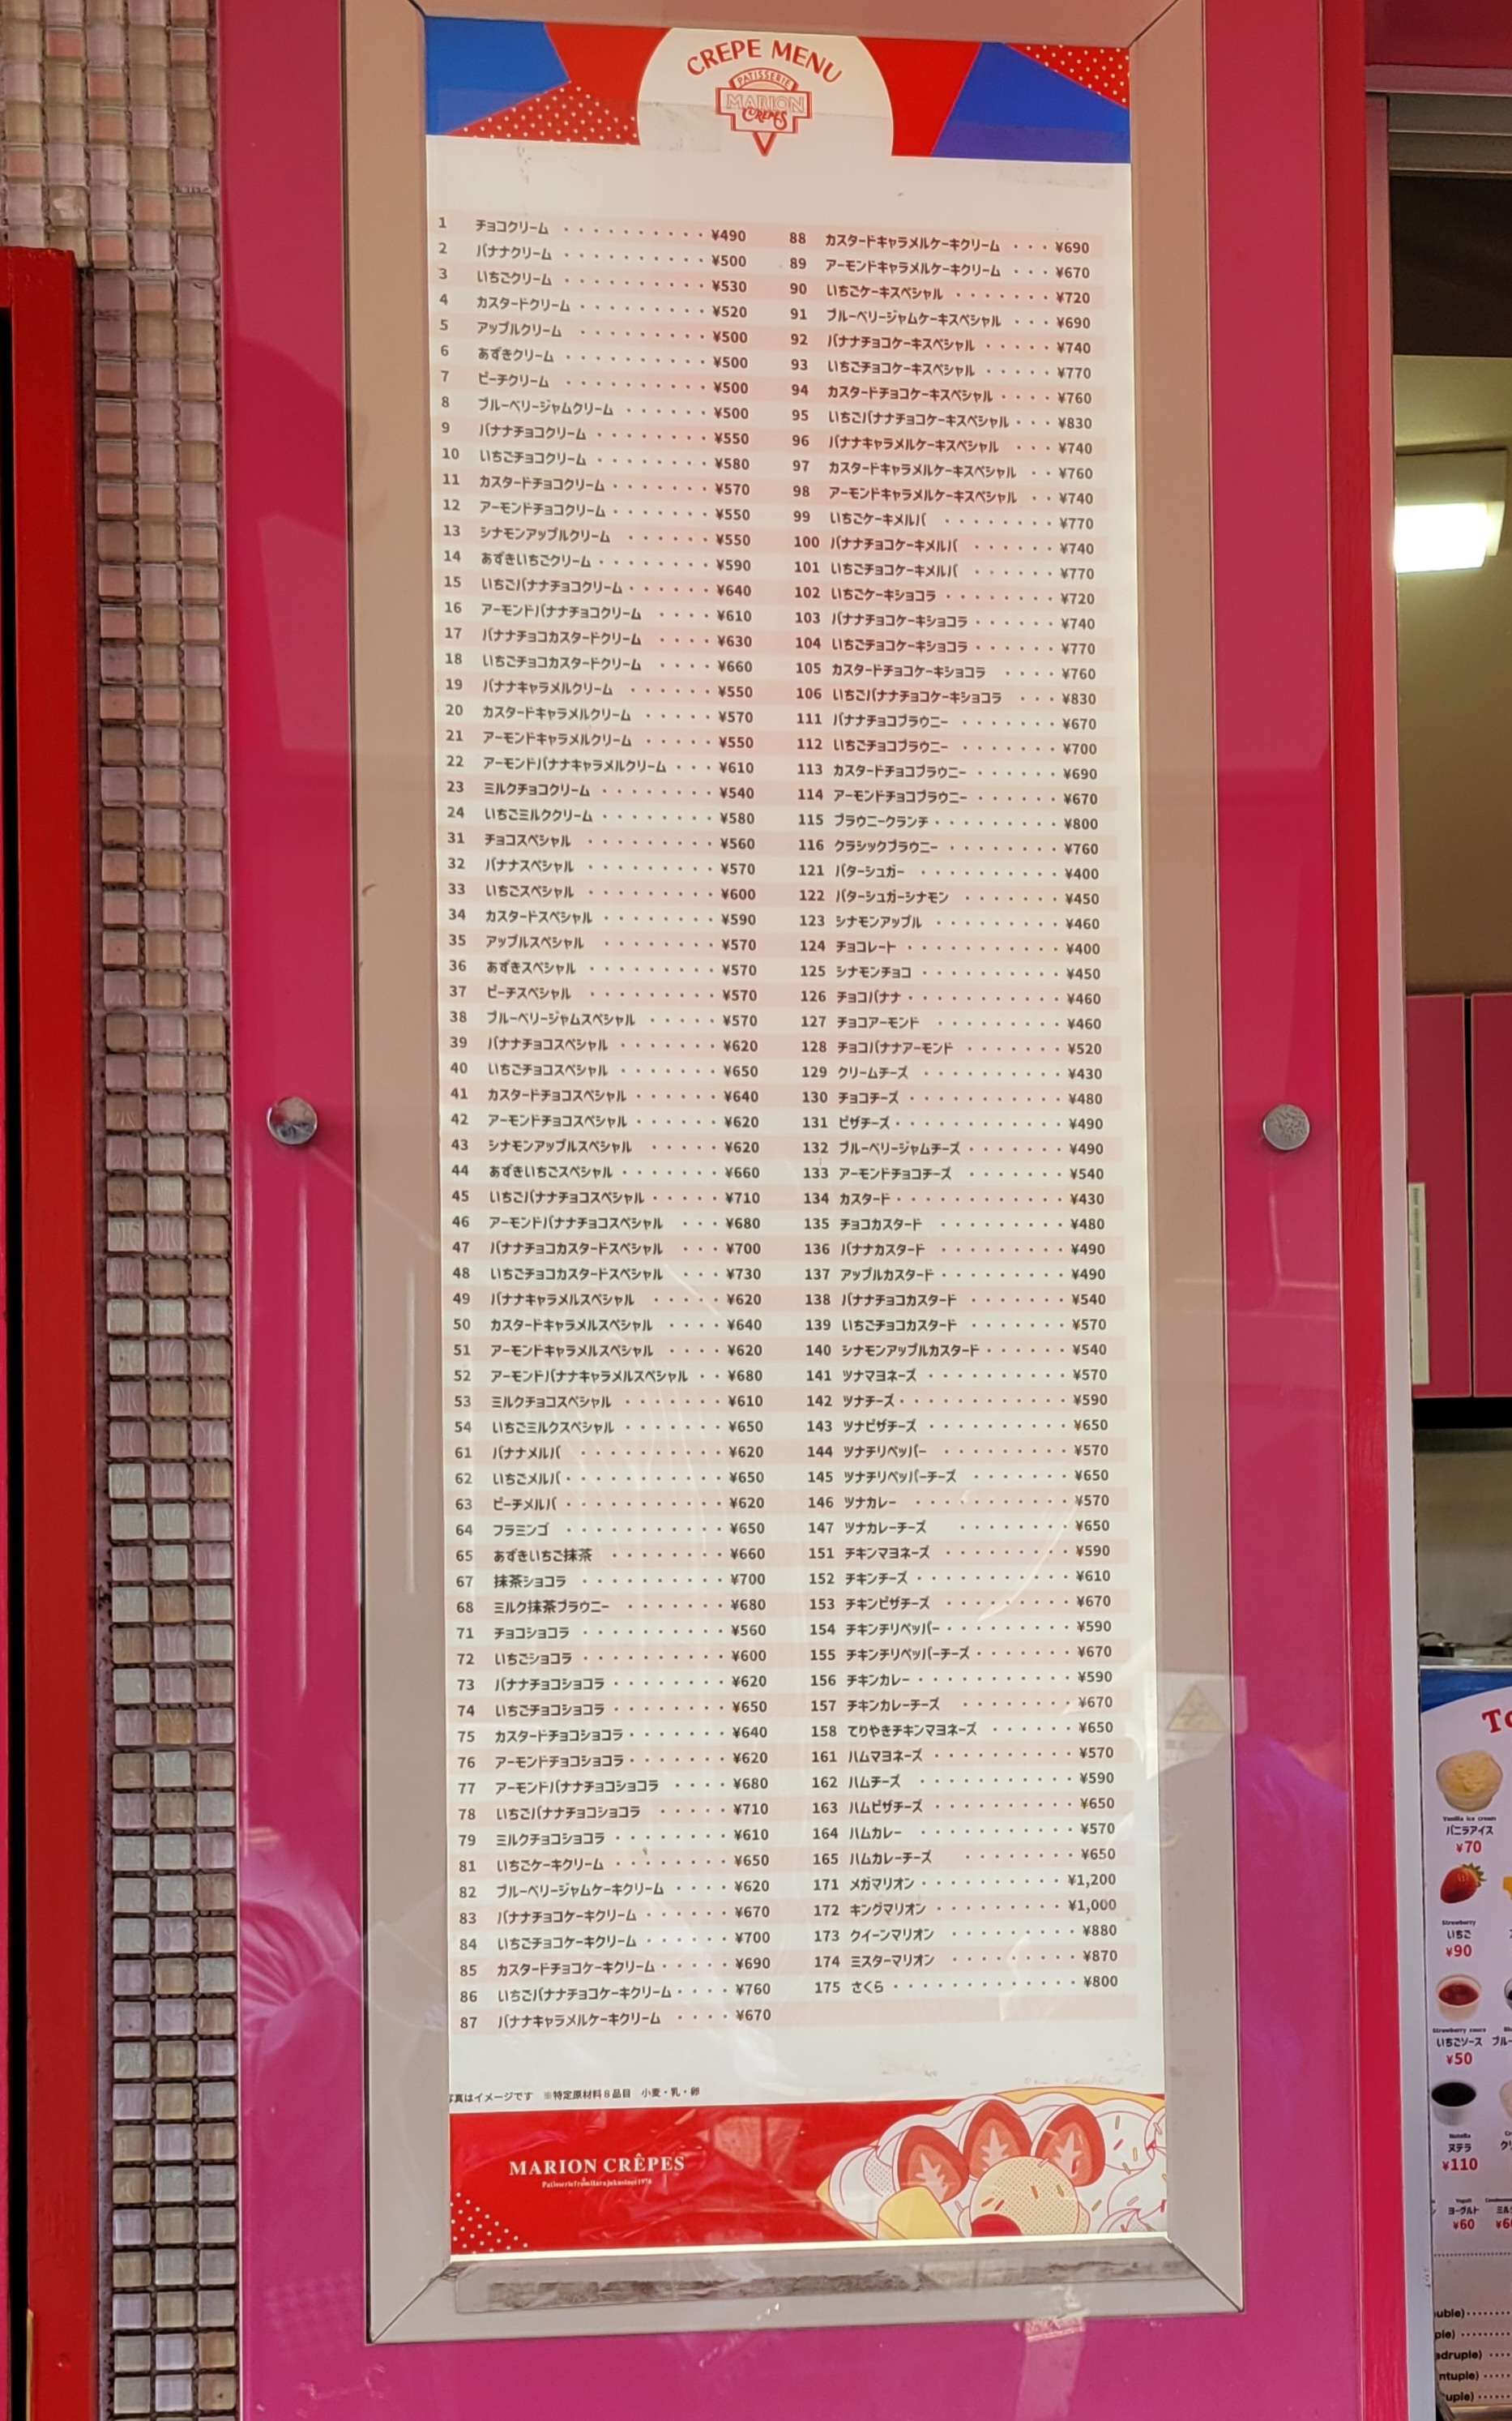 CREPE MENU
PATISSERIE
MARION
CRÊPES
1 チョコクリーム ¥490
2 バナナクリーム ¥500
3 いちごクリーム ¥530
4 カスタードクリーム ¥520
5 アップルクリーム ¥500
6 あずきクリーム ¥500
7 ピーチクリーム ¥500
8 ブルーベリージャムクリーム ¥500
9 バナナチョコクリーム ¥550
10 いちごチョコクリーム ¥580
11 カスタードチョコクリーム ¥570
12 アーモンドチョコクリーム ¥550
13 シナモンアップルクリーム ¥550
14 あずきいちごクリーム ¥590
15 いちごバナナチョコクリーム ¥640
16 アーモンドバナナチョコクリーム ¥610
17 バナナチョコカスタードクリーム ¥630
18 いちごチョコカスタードクリーム ¥660
19 バナナキャラメルクリーム ¥550
20 カスタードキャラメルクリーム ¥570
21 アーモンドキャラメルクリーム ¥550
22 アーモンドバナナキャラメルクリーム ¥610
23 ミルクチョコクリーム ¥540
24 いちごミルククリーム ¥580
31 チョコスペシャル ¥560
32 バナナスペシャル ¥570
33 いちごスペシャル ¥600
34 カスタードスペシャル ¥590
35 アップルスペシャル ¥570
36 あずきスペシャル ¥570
37 ピーチスペシャル ¥570
38 ブルーベリージャムスペシャル ¥570
39 バナナチョコスペシャル ¥620
40 いちごチョコスペシャル ¥650
41 カスタードチョコスペシャル ¥640
42 アーモンドチョコスペシャル ¥620
43 シナモンアップルスペシャル ¥620
44 あずきいちごスペシャル ¥660
45 いちごバナナチョコスペシャル ¥710
46 アーモンドバナナチョコスペシャル ¥680
47 バナナチョコカスタードスペシャル ¥700
48 いちごチョコカスタードスペシャル ¥730
49 バナナキャラメルスペシャル ¥620
50 カスタードキャラメルスペシャル ¥640
51 アーモンドキャラメルスペシャル ¥620
52 アーモンドバナナキャラメルスペシャル ¥680
53 ミルクチョコスペシャル ¥610
54 いちごミルクスペシャル ¥650
61 バナナメルバ ¥620
62 いちごメルバ ¥650
63 ピーチメルバ ¥620
64 フラミンゴ ¥650
65 あずきいちご抹茶 ¥660
67 抹茶ショコラ ¥700
68 ミルク抹茶ブラウニー ¥680
71 チョコショコラ ¥560
72 いちごショコラ ¥600
73 バナナチョコショコラ ¥620
74 いちごチョコショコラ ¥650
75 カスタードチョコショコラ ¥640
76 アーモンドチョコショコラ ¥620
77 アーモンドバナナチョコショコラ ¥680
78 いちごバナナチョコショコラ ¥710
79 ミルクチョコショコラ ¥610
81 いちごケーキクリーム ¥650
82 ブルーベリージャムケーキクリーム ¥620
83 バナナチョコケーキクリーム ¥670
84 いちごチョコケーキクリーム ¥700
85 カスタードチョコケーキクリーム ¥690
86 いちごバナナチョコケーキクリーム ¥760
87 バナナキャラメルケーキクリーム ¥670
88 カスタードキャラメルケーキクリーム ¥690
89 アーモンドキャラメルケーキクリーム ¥670
90 いちごケーキスペシャル ¥720
91 ブルーベリージャムケーキスペシャル ¥690
92 バナナチョコケーキスペシャル ¥740
93 いちごチョコケーキスペシャル ¥770
94 カスタードチョコケーキスペシャル ¥760
95 いちごバナナチョコケーキスペシャル ¥830
96 バナナキャラメルケーキスペシャル ¥740
97 カスタードキャラメルケーキスペシャル ¥760
98 アーモンドキャラメルケーキスペシャル ¥740
99 いちごケーキメルバ ¥770
100 バナナチョコケーキメルバ ¥740
101 いちごチョコケーキメルバ ¥770
102 いちごケーキショコラ ¥720
103 バナナチョコケーキショコラ ¥740
104 いちごチョコケーキショコラ ¥770
105 カスタードチョコケーキショコラ ¥760
106 いちごバナナチョコケーキショコラ ¥830
111 バナナチョコブラウニー ¥670
112 いちごチョコブラウニー ¥700
113 カスタードチョコブラウニー ¥690
114 アーモンドチョコブラウニー ¥670
115 ブラウニークランチ ¥800
116 クラシックブラウニー ¥760
121 バターシュガー ¥400
122 バターシュガーシナモン ¥450
123 シナモンアップル ¥460
124 チョコレート ¥400
125 シナモンチョコ ¥450
126 チョコバナナ ¥460
127 チョコアーモンド ¥460
128 チョコバナナアーモンド ¥520
129 クリームチーズ ¥430
130 チョコチーズ ¥480
131 ピザチーズ ¥490
132 ブルーベリージャムチーズ ¥490
133 アーモンドチョコチーズ ¥540
134 カスタード ¥430
135 チョコカスタード ¥480
136 バナナカスタード ¥490
137 アップルカスタード ¥490
138 バナナチョコカスタード ¥540
139 いちごチョコカスタード ¥570
140 シナモンアップルカスタード ¥540
141 ツナマヨネーズ ¥570
142 ツナチーズ ¥590
143 ツナピザチーズ ¥650
144 ツナチリペッパー ¥570
145 ツナチリペッパーチーズ ¥650
146 ツナカレー ¥570
147 ツナカレーチーズ ¥650
151 チキンマヨネーズ ¥590
152 チキンチーズ ¥610
153 チキンピザチーズ ¥670
154 チキンチリペッパー ¥590
155 チキンチリペッパーチーズ ¥670
156 チキンカレー ¥590
157 チキンカレーチーズ ¥670
158 てりやきチキンマヨネーズ ¥650
161 ハムマヨネーズ ¥570
162 ハムチーズ ¥590
163 ハムピザチーズ ¥650
164 ハムカレー ¥570
165 ハムカレーチーズ ¥650
171 メガマリオン ¥1,200
172 キングマリオン ¥1,000
173 クイーンマリオン ¥880
174 ミスターマリオン ¥870
175 さくら ¥800
写真はイメージです ※特定原材料8品目 小麦・乳・卵
MARION CRÊPES
Vanilla ice cream
バニラアイス
¥70
Strawberry
いちご
¥90
Strawberry sauce
いちごソース
¥50
Nutella
ヌテラ
¥110
Yogurt
ヨーグルト
¥60